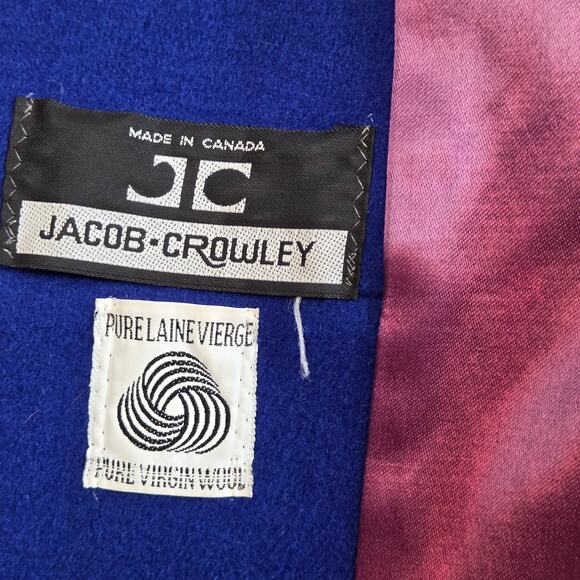 MADE IN CANADA
JC
JACOB·CROWLEY
PURE LAINE VIERGE
PURE VIRGIN WOOL